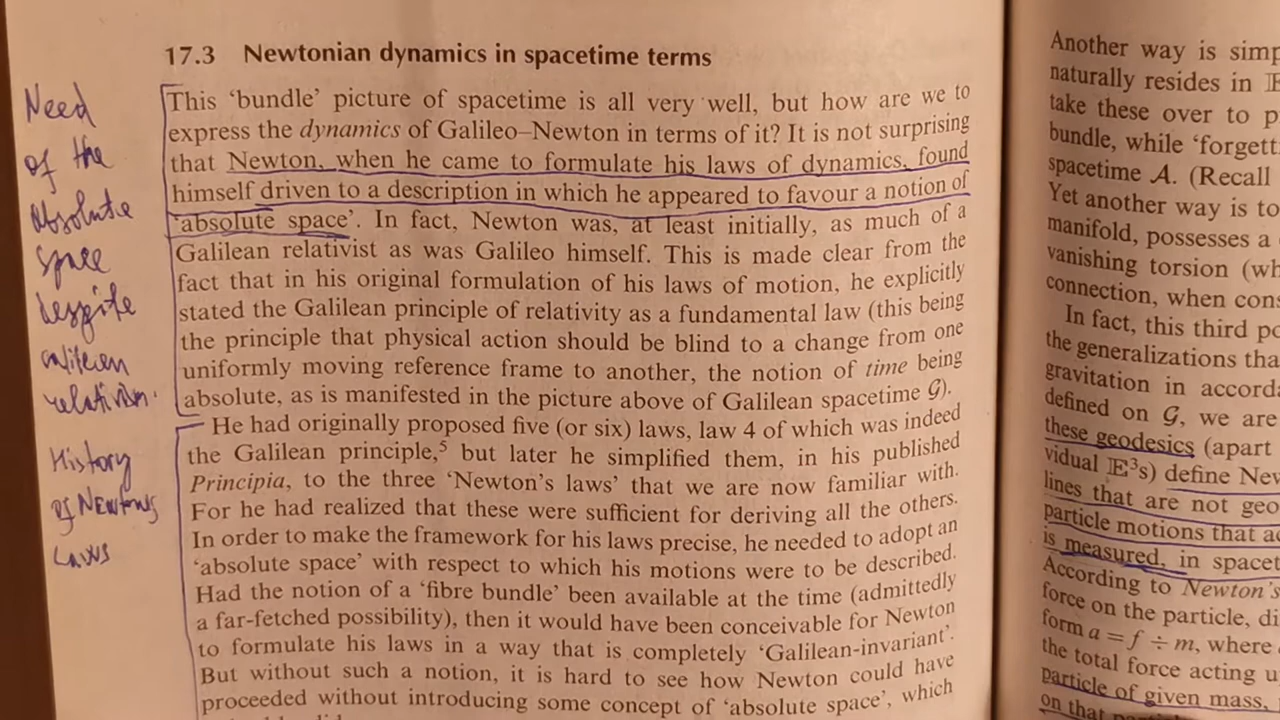 17.3 Newtonian dynamics in spacetime terms
This 'bundle' picture of spacetime is all very well, but how are we to
express the dynamics of Galileo–Newton in terms of it? It is not surprising
that Newton, when he came to formulate his laws of dynamics, found
himself driven to a description in which he appeared to favour a notion of
'absolute space'. In fact, Newton was, at least initially, as much of a
Galilean relativist as was Galileo himself. This is made clear from the
fact that in his original formulation of his laws of motion, he explicitly
stated the Galilean principle of relativity as a fundamental law (this being
the principle that physical action should be blind to a change from one
uniformly moving reference frame to another, the notion of time being
absolute, as is manifested in the picture above of Galilean spacetime 𝒢).
He had originally proposed five (or six) laws, law 4 of which was indeed
the Galilean principle,⁵ but later he simplified them, in his published
Principia, to the three 'Newton's laws' that we are now familiar with.
For he had realized that these were sufficient for deriving all the others.
In order to make the framework for his laws precise, he needed to adopt an
'absolute space' with respect to which his motions were to be described.
Had the notion of a 'fibre bundle' been available at the time (admittedly
a far-fetched possibility), then it would have been conceivable for Newton
to formulate his laws in a way that is completely 'Galilean-invariant'.
But without such a notion, it is hard to see how Newton could have
proceeded without introducing some concept of 'absolute space', which
Need
of the
absolute
space
despite
relativism.
History
of Newtons
Laws
Another way is simp
naturally resides in
take these over to p
bundle, while 'forgett
spacetime 𝒜. (Recall
Yet another way is to
manifold, possesses a
vanishing torsion (wh
connection, when cons
In fact, this third po
the generalizations tha
gravitation in accord
defined on 𝒢, we are
these geodesics (apart
vidual 𝔼³s) define New
lines that are not geo
particle motions that ac
is measured, in spacet
According to Newton's
force on the particle, di
form a = f ÷ m, where
the total force acting u
particle of given mass,
on that